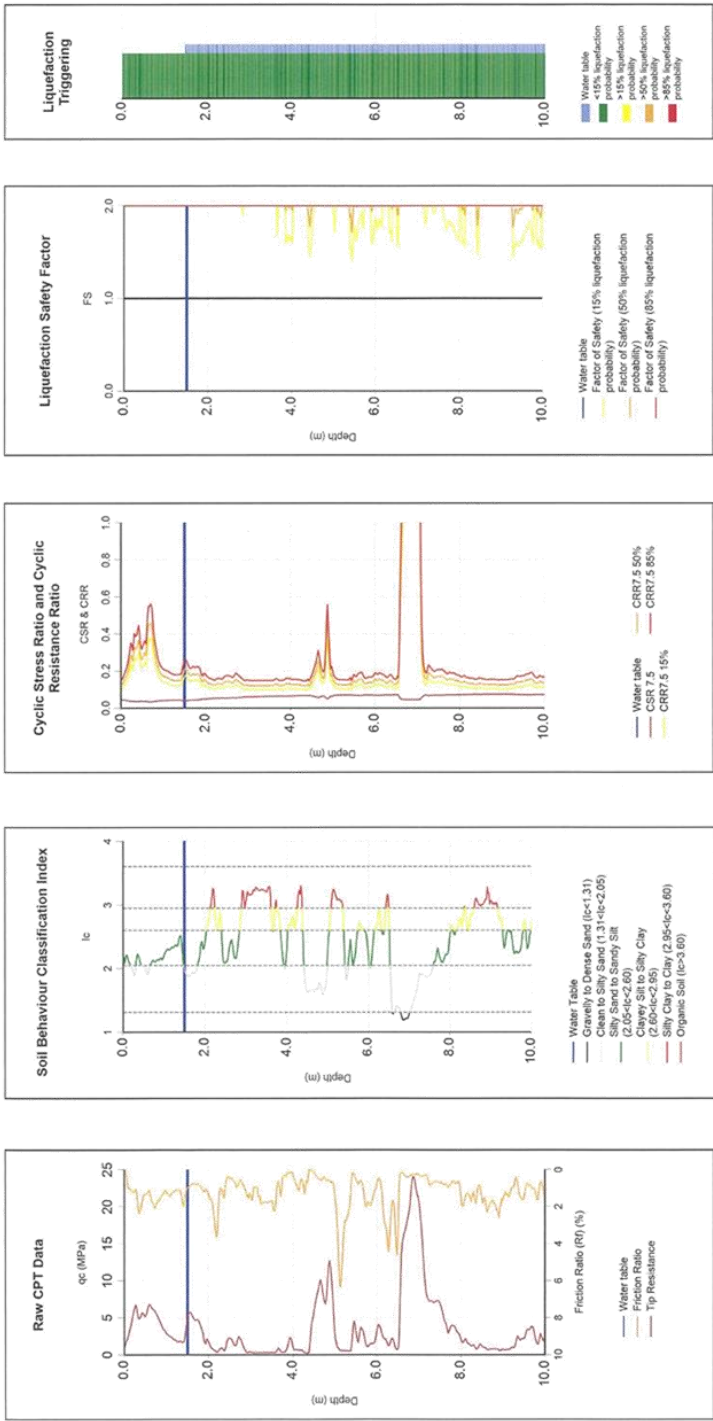 Raw CPT Data
qc (MPa)
0 5 10 15 20 25
0.0
2.0
4.0
6.0
8.0
10.0
Depth (m)
10 8 6 4 2 0
Friction Ratio (Rf) (%)
Water table
Friction Ratio
Tip Resistance
Soil Behaviour Classification Index
Ic
1 2 3 4
0.0
2.0
4.0
6.0
8.0
10.0
Depth (m)
Water Table
Gravelly to Dense Sand (Ic<1.31)
Clean to Silty Sand (1.31<Ic<2.05)
Silty Sand to Sandy Silt
(2.05<Ic<2.60)
Clayey Silt to Silty Clay
(2.60<Ic<2.95)
Silty Clay to Clay (2.95<Ic<3.60)
Organic Soil (Ic>3.60)
Cyclic Stress Ratio and Cyclic
Resistance Ratio
CSR & CRR
0.0 0.2 0.4 0.6 0.8 1.0
0.0
2.0
4.0
6.0
8.0
10.0
Depth (m)
Water table
CSR 7.5
CRR7.5 15%
CRR7.5 50%
CRR7.5 85%
Liquefaction Safety Factor
FS
0.0 1.0 2.0
0.0
2.0
4.0
6.0
8.0
10.0
Depth (m)
Water table
Factor of Safety (15% liquefaction
probability)
Factor of Safety (50% liquefaction
probability)
Factor of Safety (85% liquefaction
probability)
Liquefaction
Triggering
0.0
2.0
4.0
6.0
8.0
10.0
Water table
<15% liquefaction
probability
>15% liquefaction
probability
>50% liquefaction
probability
>85% liquefaction
probability